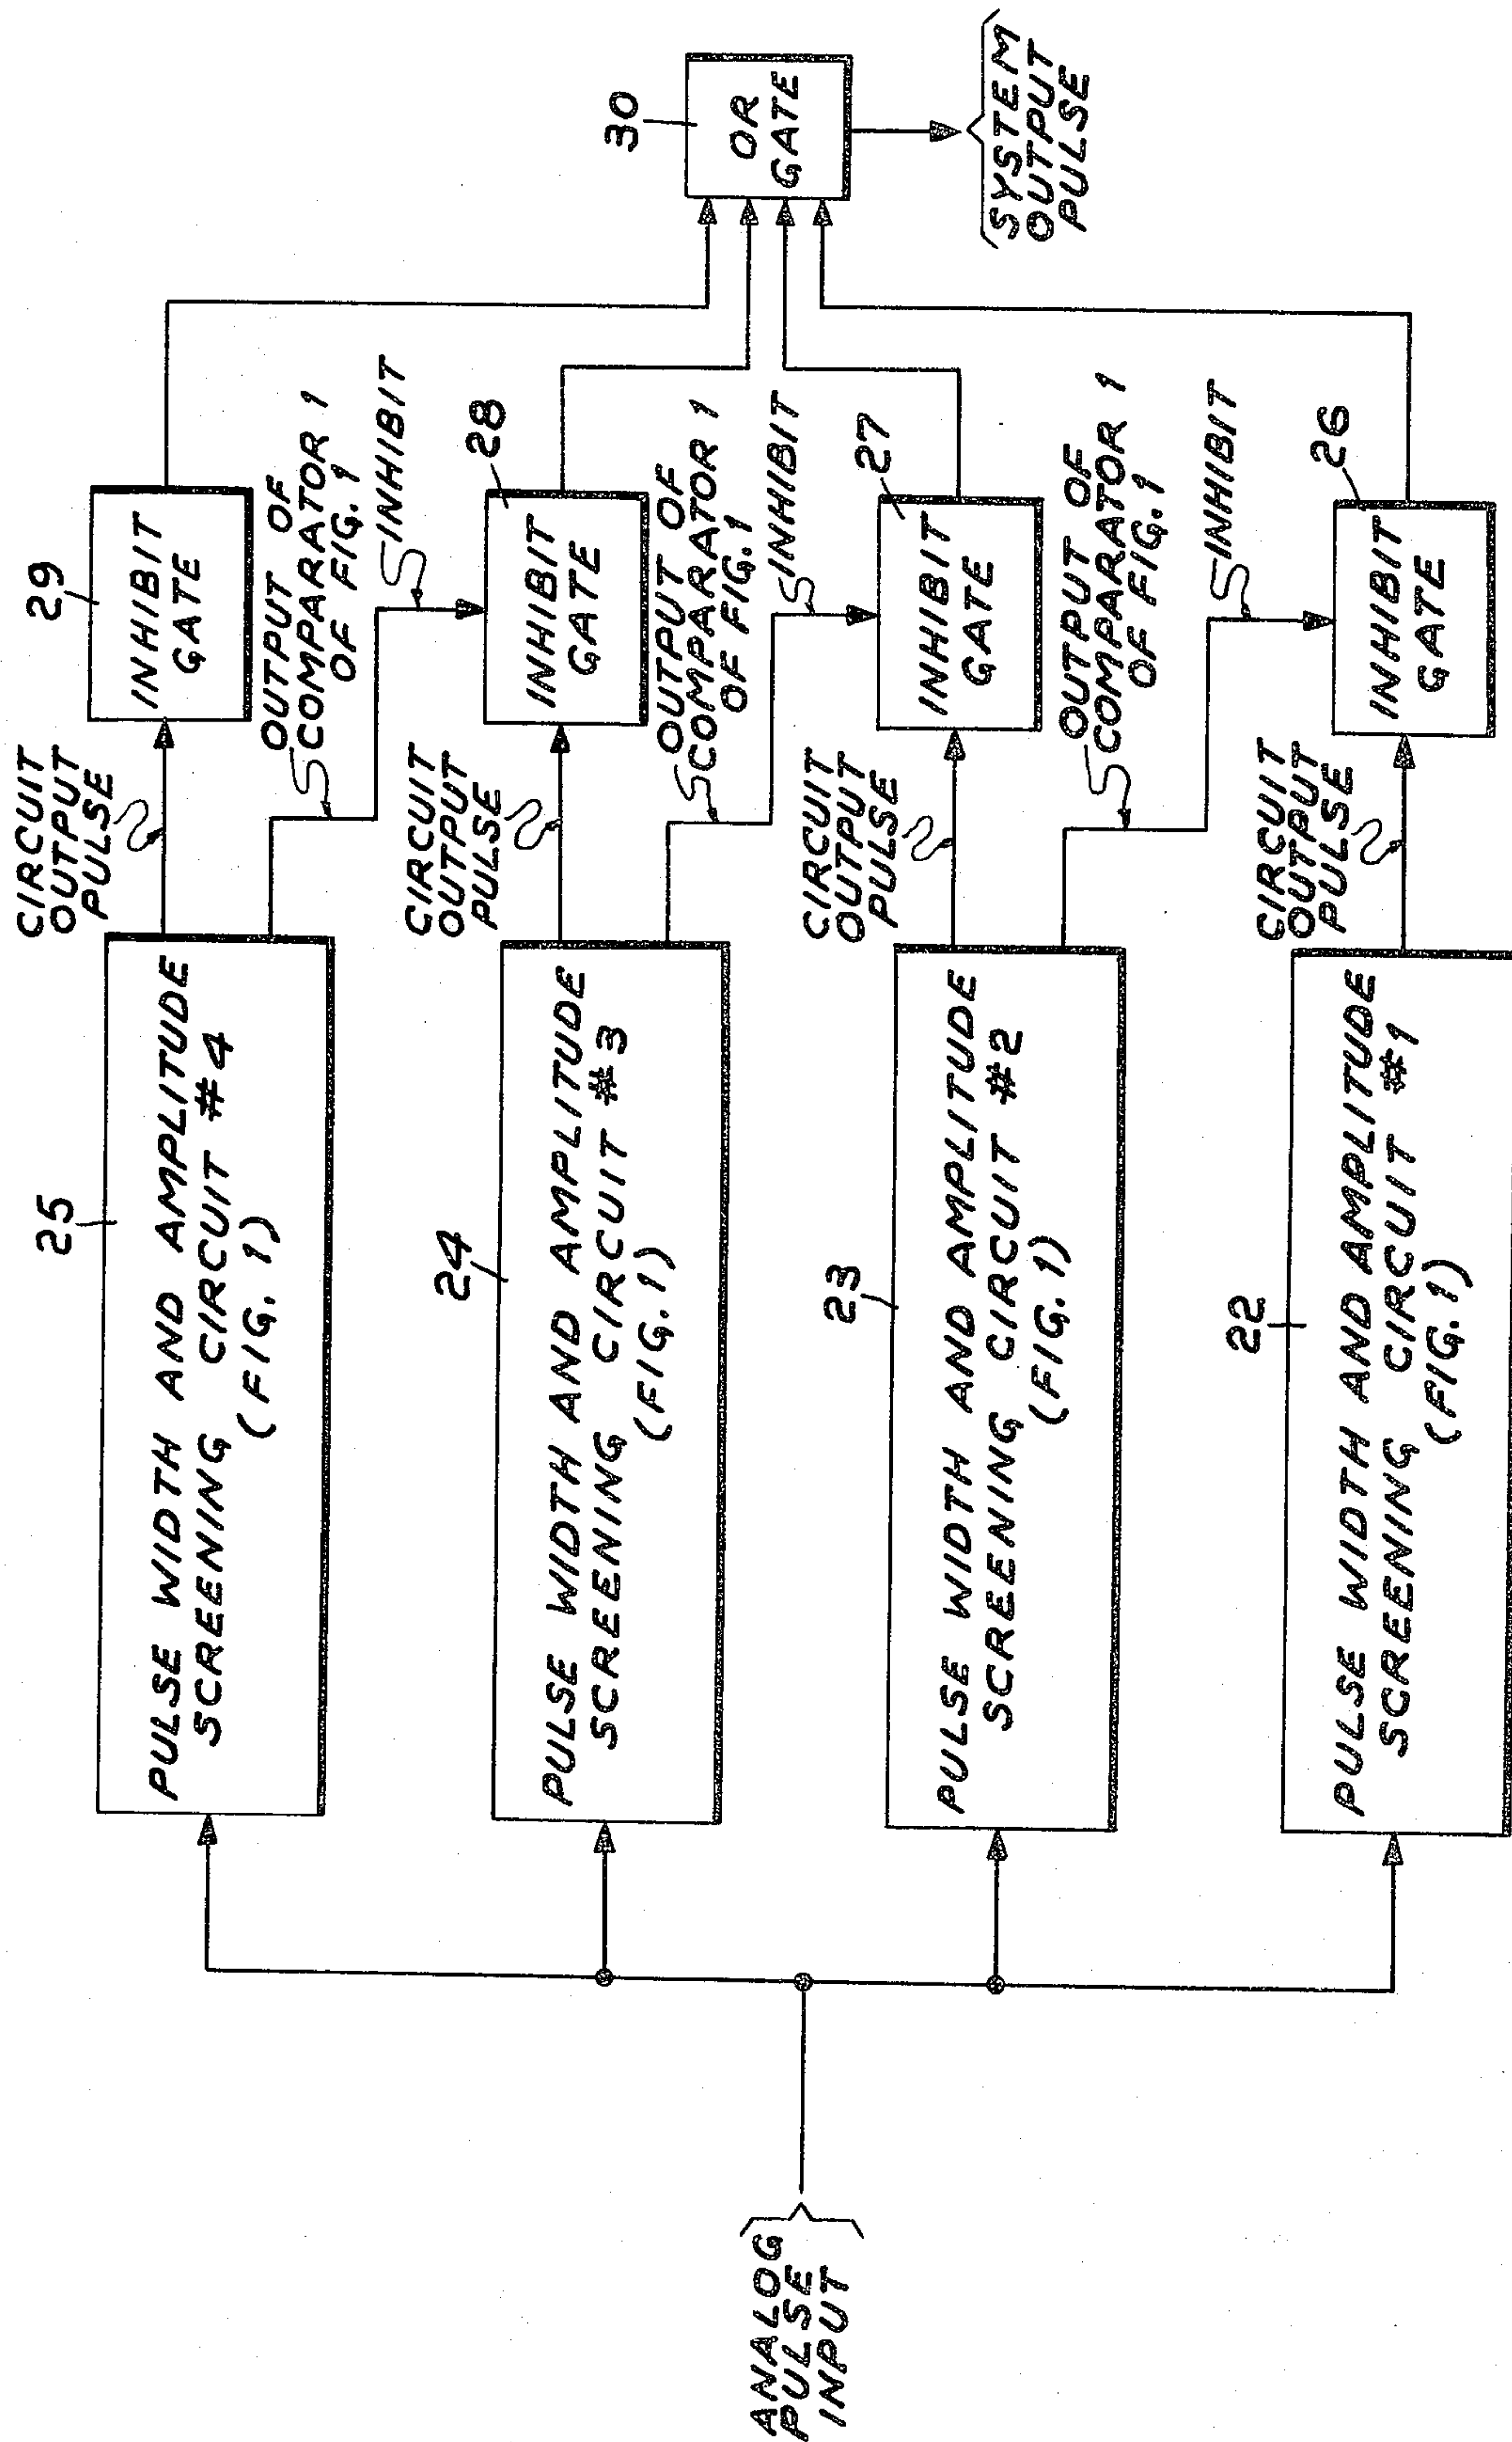 ANALOG
PULSE
INPUT
25
PULSE WIDTH AND AMPLITUDE
SCREENING CIRCUIT #4
(FIG. 1)
CIRCUIT
OUTPUT
PULSE
29
INHIBIT
GATE
OUTPUT OF
COMPARATOR 1
OF FIG. 1
INHIBIT
24
PULSE WIDTH AND AMPLITUDE
SCREENING CIRCUIT #3
(FIG. 1)
CIRCUIT
OUTPUT
PULSE
28
INHIBIT
GATE
OUTPUT OF
COMPARATOR 1
OF FIG. 1
INHIBIT
23
PULSE WIDTH AND AMPLITUDE
SCREENING CIRCUIT #2
(FIG. 1)
CIRCUIT
OUTPUT
PULSE
27
INHIBIT
GATE
OUTPUT OF
COMPARATOR 1
OF FIG. 1
INHIBIT
22
PULSE WIDTH AND AMPLITUDE
SCREENING CIRCUIT #1
(FIG. 1)
CIRCUIT
OUTPUT
PULSE
26
INHIBIT
GATE
30
OR
GATE
SYSTEM
OUTPUT
PULSE